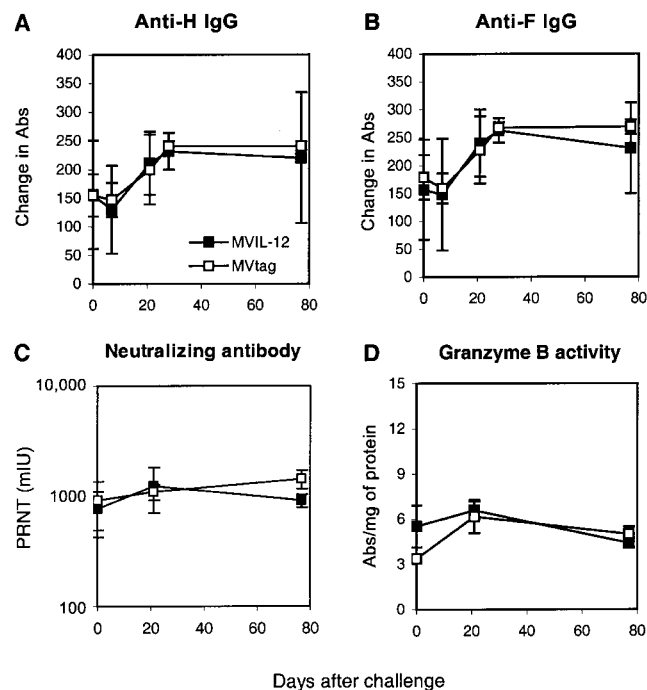 A
Anti-H IgG
Change in Abs
400
350
300
250
200
150
100
50
0
0 20 40 60 80
MVIL-12
MVtag
B
Anti-F IgG
Change in Abs
400
350
300
250
200
150
100
50
0
0 20 40 60 80
C
Neutralizing antibody
PRNT (mIU)
10,000
1000
100
0 20 40 60 80
D
Granzyme B activity
Abs/mg of protein
15
12
9
6
3
0
0 20 40 60 80
Days after challenge